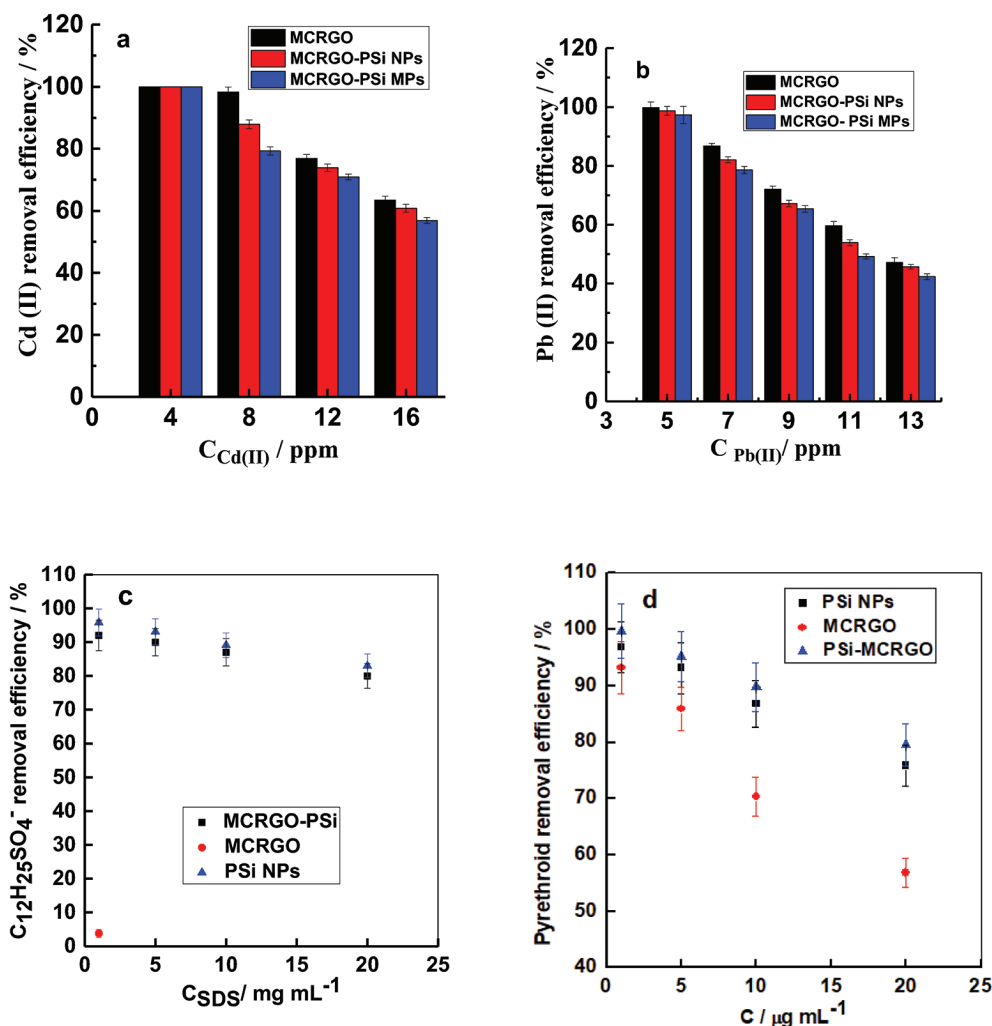 a
MCRGO
MCRGO-PSi NPs
MCRGO-PSi MPs
Cd (II) removal efficiency / %
120
100
80
60
40
20
0
0 4 8 12 16
C_Cd(II) / ppm
b
MCRGO
MCRGO-PSi NPs
MCRGO- PSi MPs
Pb (II) removal efficiency / %
120
100
80
60
40
20
0
3 5 7 9 11 13
C Pb(II)/ ppm
c
MCRGO-PSi
MCRGO
PSi NPs
C12H25SO4- removal efficiency / %
110
100
90
80
70
60
50
40
30
20
10
0
0 5 10 15 20 25
CSDS/ mg mL-1
d
PSi NPs
MCRGO
PSi-MCRGO
Pyrethroid removal efficiency / %
110
100
90
80
70
60
50
40
0 5 10 15 20 25
C / µg mL-1